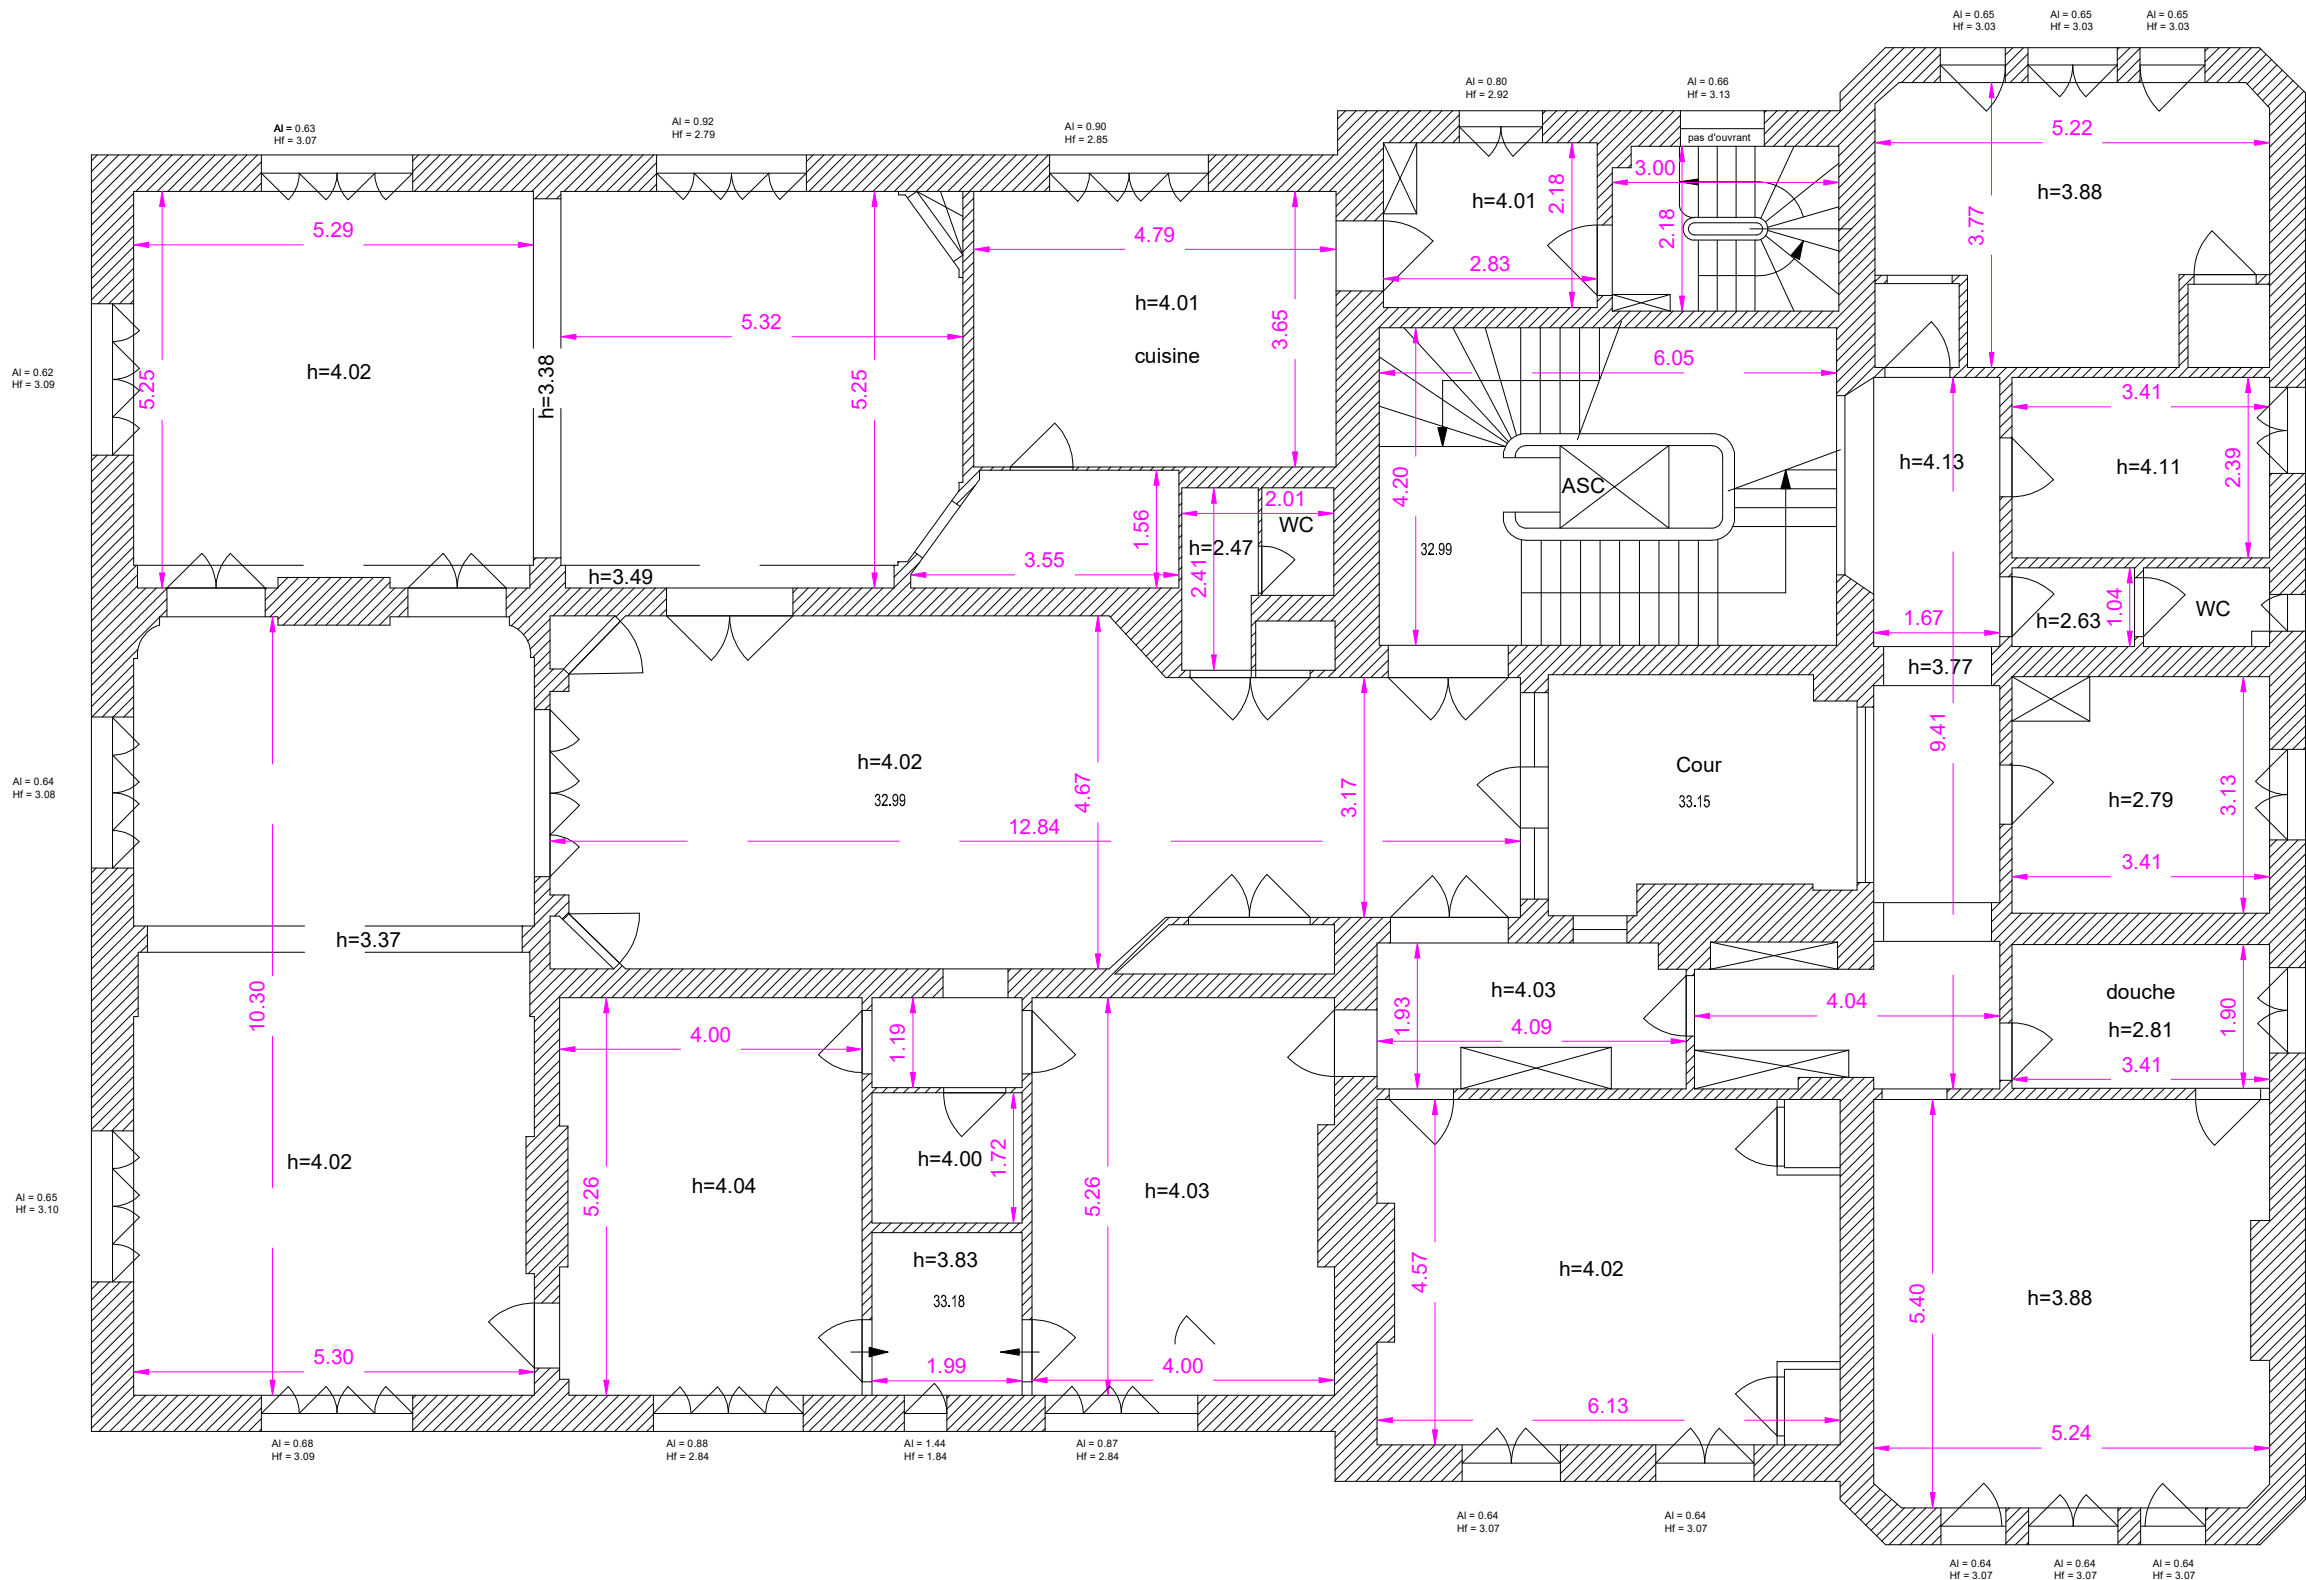 Al = 0.65
Hf = 3.03
Al = 0.65
Hf = 3.03
Al = 0.65
Hf = 3.03
Al = 0.80
Hf = 2.92
Al = 0.66
Hf = 3.13
Al = 0.63
Hf = 3.07
Al = 0.92
Hf = 2.79
Al = 0.90
Hf = 2.85
pas d'ouvrant
5.22
3.00
h=4.01
2.18
2.18
h=3.88
3.77
5.29
4.79
2.83
h=4.01
cuisine
3.65
5.32
6.05
Al = 0.62
Hf = 3.09
5.25
h=4.02
h=3.38
5.25
3.41
h=4.13
h=4.11
2.39
4.20
ASC
2.01
WC
1.56
h=2.47
2.41
32.99
3.55
h=3.49
1.67
h=2.63
1.04
WC
h=3.77
9.41
Al = 0.64
Hf = 3.08
h=4.02
32.99
4.67
3.17
12.84
Cour
33.15
h=2.79
3.13
3.41
h=3.37
10.30
4.00
1.19
1.93
h=4.03
4.09
4.04
douche
h=2.81
1.90
3.41
h=4.02
5.26
h=4.04
h=4.00
1.72
5.26
h=4.03
Al = 0.65
Hf = 3.10
h=3.83
33.18
4.57
h=4.02
5.40
h=3.88
5.30
1.99
4.00
6.13
5.24
Al = 0.68
Hf = 3.09
Al = 0.88
Hf = 2.84
Al = 1.44
Hf = 1.84
Al = 0.87
Hf = 2.84
Al = 0.64
Hf = 3.07
Al = 0.64
Hf = 3.07
Al = 0.64
Hf = 3.07
Al = 0.64
Hf = 3.07
Al = 0.64
Hf = 3.07